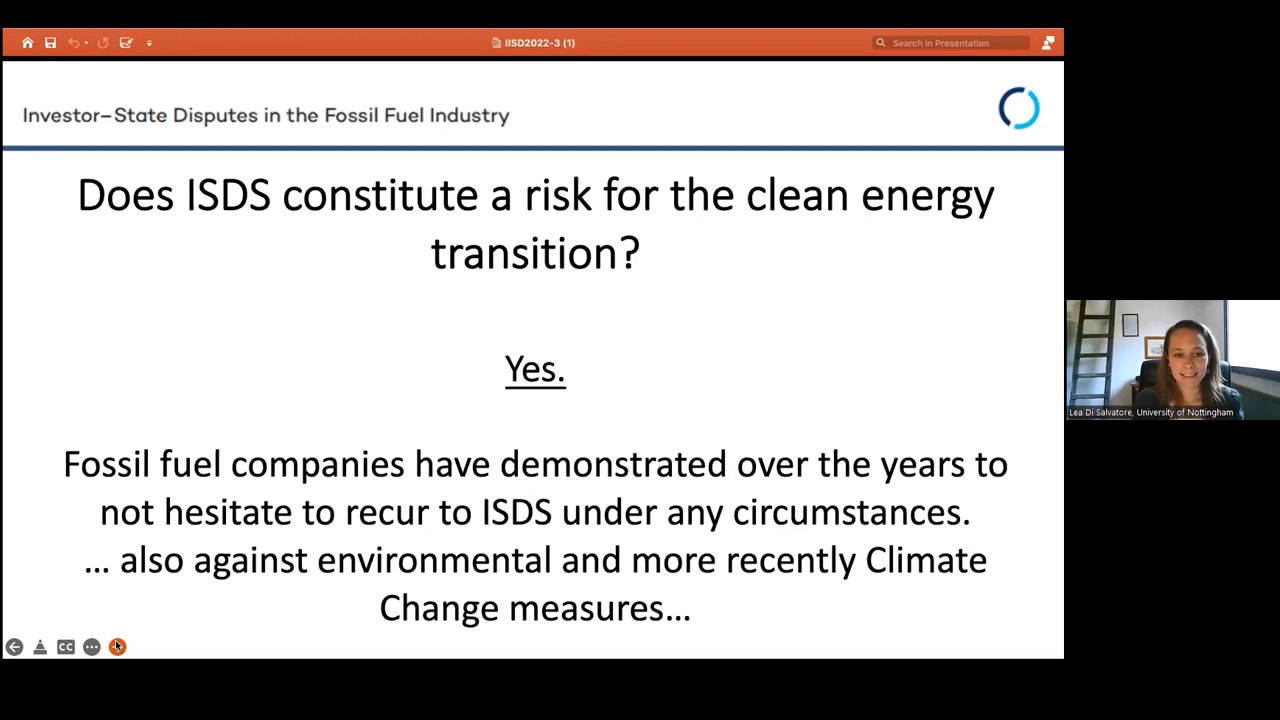 IISD2022-3 (1)
Search in Presentation
Investor–State Disputes in the Fossil Fuel Industry
Does ISDS constitute a risk for the clean energy
transition?
Yes.
Fossil fuel companies have demonstrated over the years to
not hesitate to recur to ISDS under any circumstances.
... also against environmental and more recently Climate
Change measures...
CC
Lea Di Salvatore, University of Nottingham